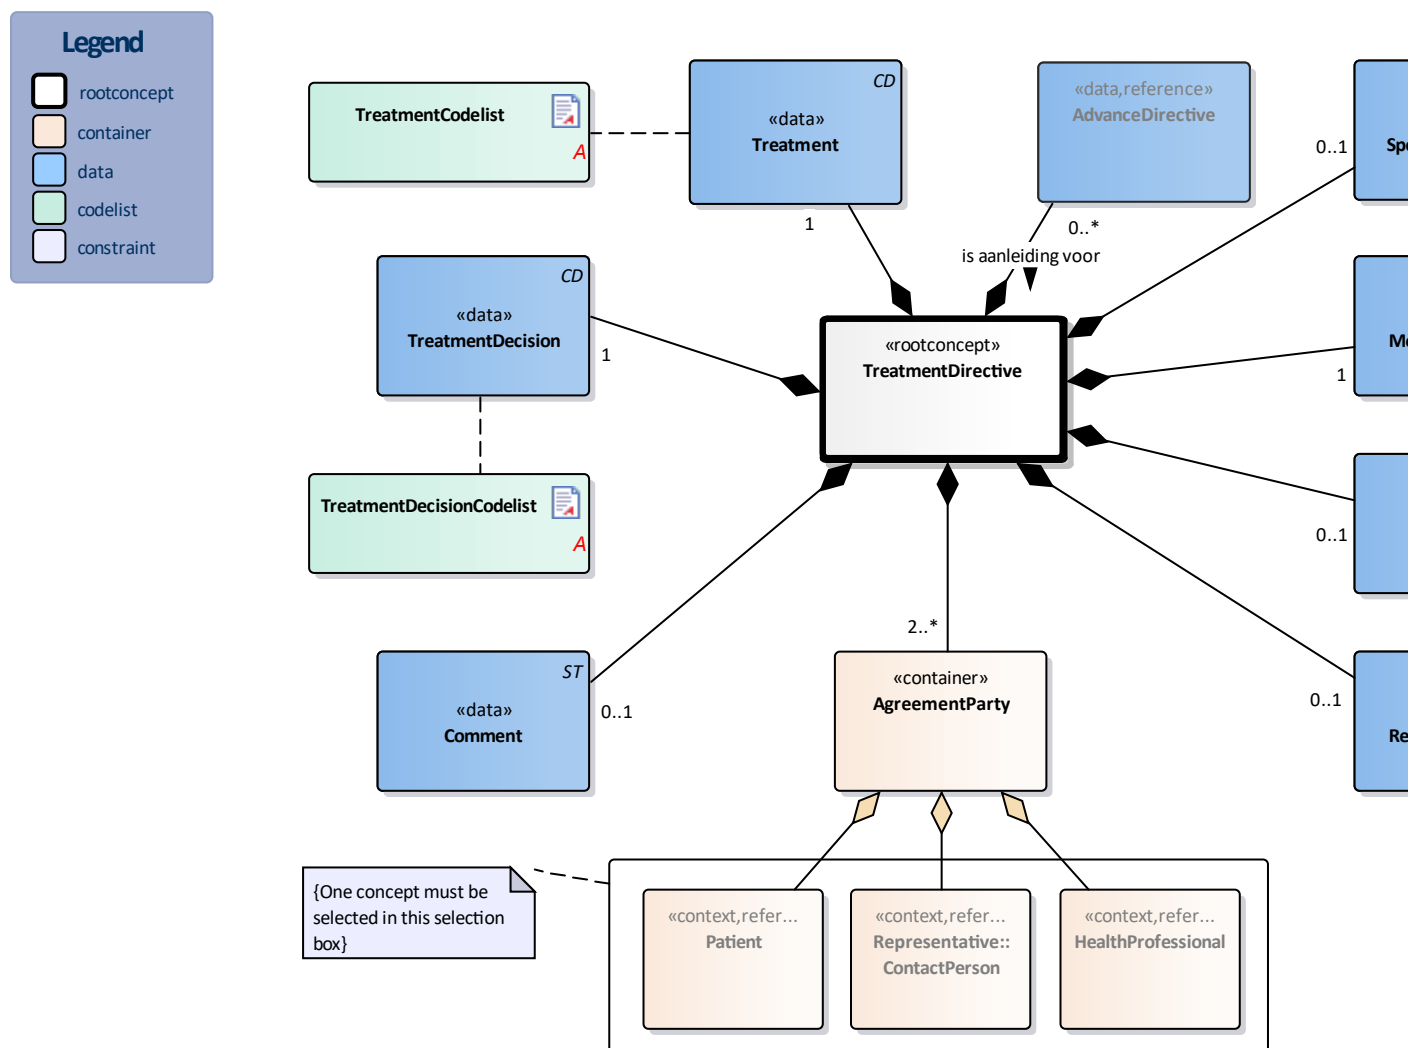 Legend
rootconcept
container
data
codelist
constraint
TreatmentCodelist
A
CD
«data»
Treatment
1
«data,reference»
AdvanceDirective
0..*
is aanleiding voor
0..1
CD
«data»
TreatmentDecision
1
«rootconcept»
TreatmentDirective
1
TreatmentDecisionCodelist
A
0..1
ST
«data»
Comment
0..1
2..*
«container»
AgreementParty
0..1
{One concept must be
selected in this selection
box}
«context,refer...
Patient
«context,refer...
Representative::
ContactPerson
«context,refer...
HealthProfessional